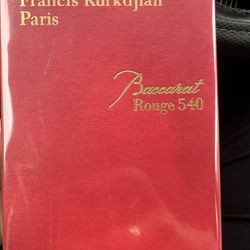 Francis Kurkdjian
Paris
Baccarat
Rouge 540